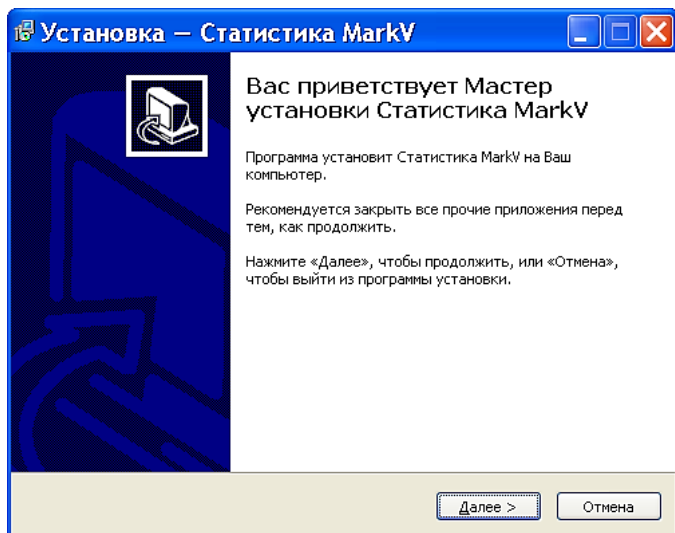 Установка — Статистика MarkV
Вас приветствует Мастер
установки Статистика MarkV
Программа установит Статистика MarkV на Ваш
компьютер.
Рекомендуется закрыть все прочие приложения перед
тем, как продолжить.
Нажмите «Далее», чтобы продолжить, или «Отмена»,
чтобы выйти из программы установки.
Далее >
Отмена